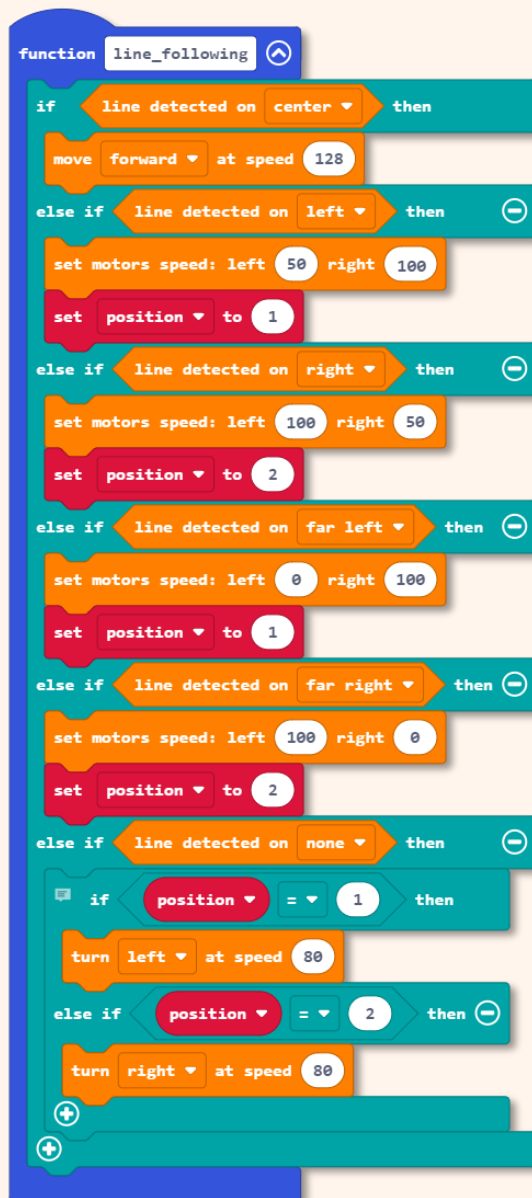 function line_following
if line detected on center then
move forward at speed 128
else if line detected on left then
set motors speed: left 50 right 100
set position to 1
else if line detected on right then
set motors speed: left 100 right 50
set position to 2
else if line detected on far left then
set motors speed: left 0 right 100
set position to 1
else if line detected on far right then
set motors speed: left 100 right 0
set position to 2
else if line detected on none then
if position = 1 then
turn left at speed 80
else if position = 2 then
turn right at speed 80